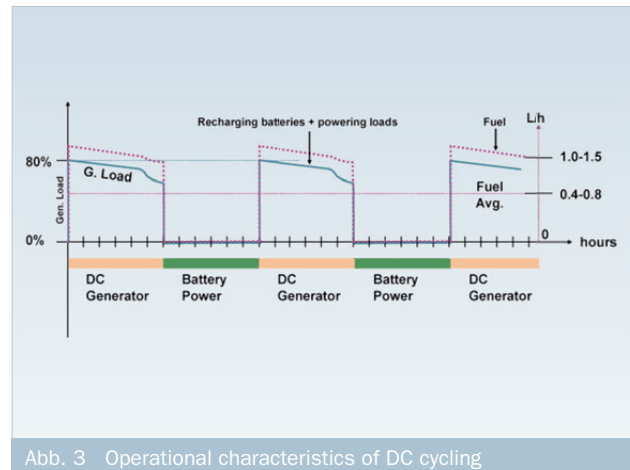 Recharging batteries + powering loads
Fuel
L/h
80%
G. Load
1.0-1.5
Gen. Load
Fuel
Avg.
0.4-0.8
0%
0
hours
DC
Generator
Battery
Power
DC
Generator
Battery
Power
DC
Generator
Abb. 3 Operational characteristics of DC cycling